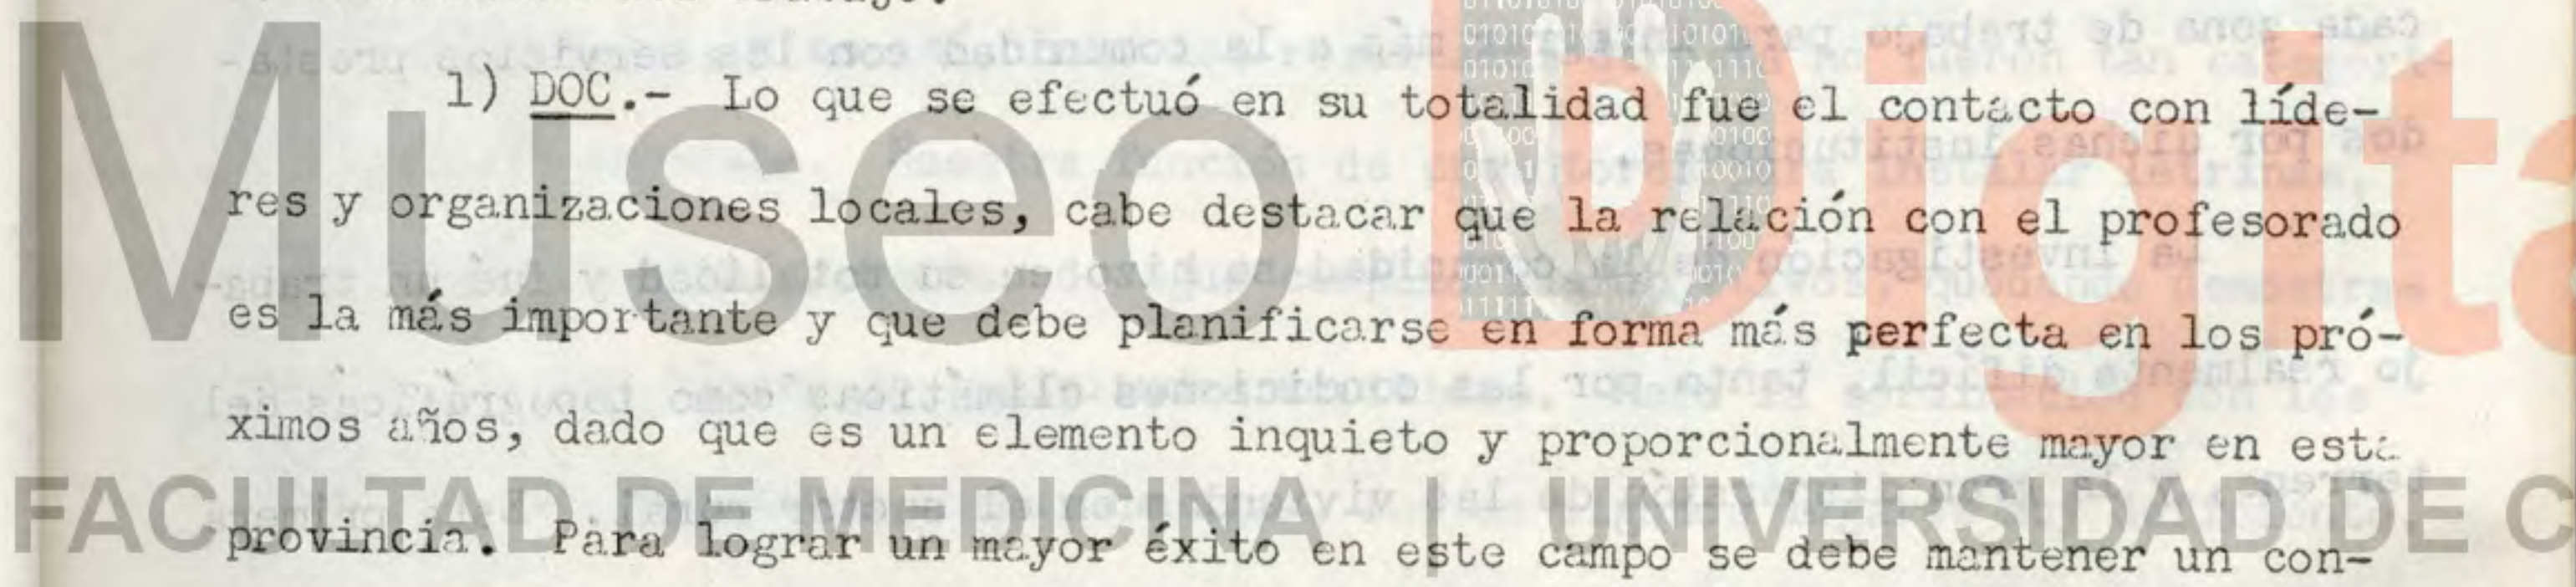 1) DOC.- Lo que se efectuó en su totalidad fue el contacto con líde-
res y organizaciones locales, cabe destacar que la relación con el profesorado
es la más importante y que debe planificarse en forma más perfecta en los pró-
ximos años, dado que es un elemento inquieto y proporcionalmente mayor en esta
provincia. Para lograr un mayor éxito en este campo se debe mantener un con-
Museo Digita
FACULTAD DE MEDICINA | UNIVERSIDAD DE C